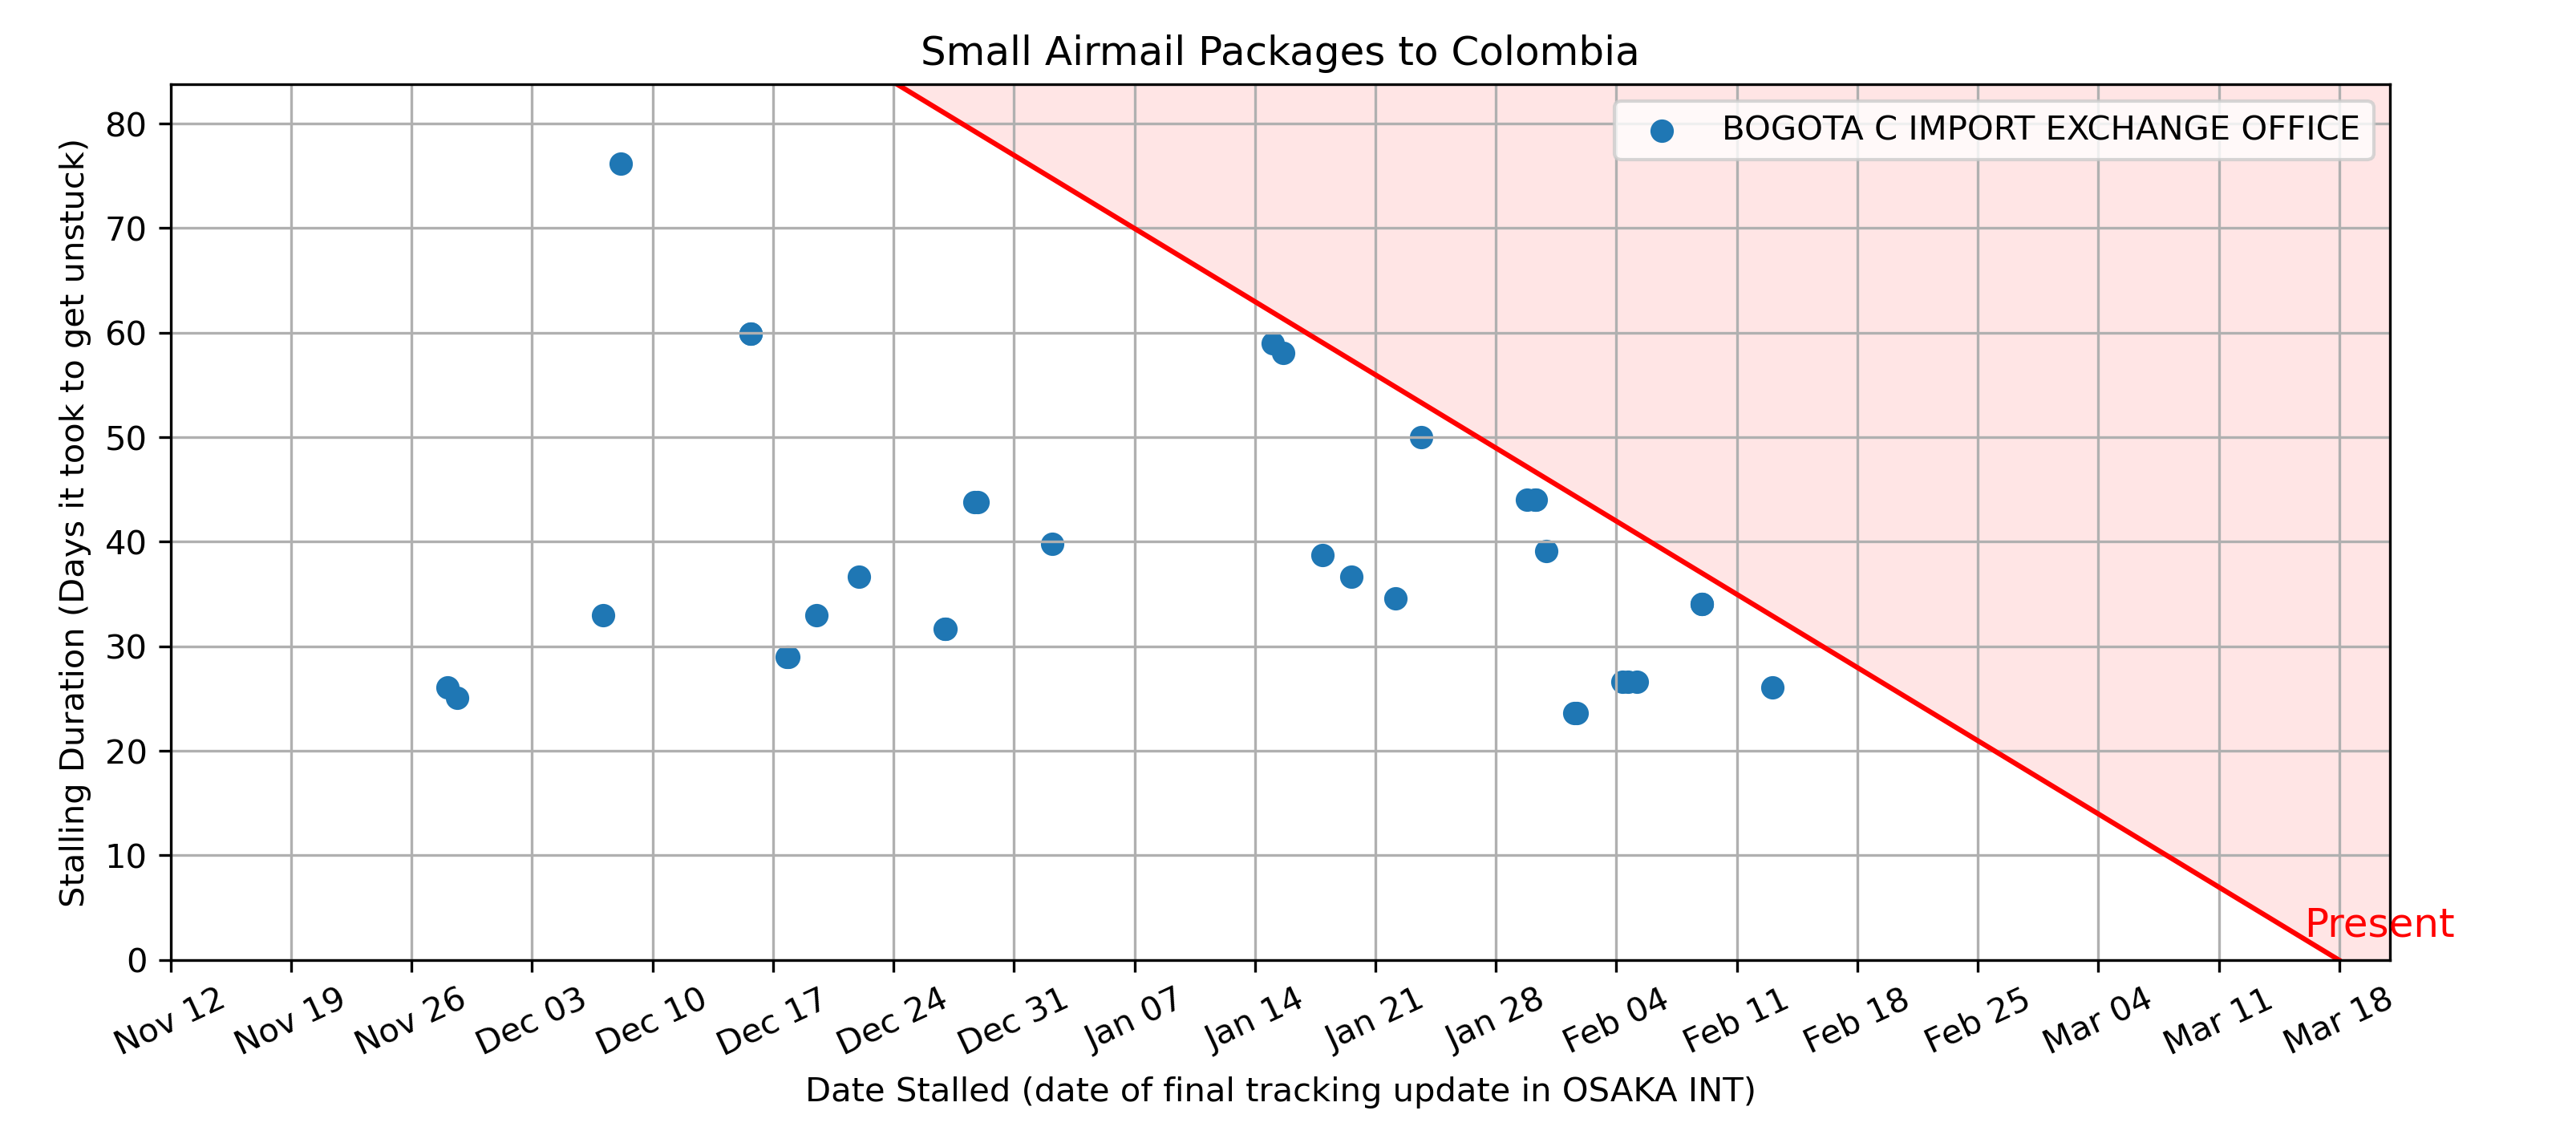 Small Airmail Packages to Colombia
BOGOTA C IMPORT EXCHANGE OFFICE
Stalling Duration (Days it took to get unstuck)
80
70
60
50
40
30
20
10
0
Present
Nov 12
Nov 19
Nov 26
Dec 03
Dec 10
Dec 17
Dec 24
Dec 31
Jan 07
Jan 14
Jan 21
Jan 28
Feb 04
Feb 11
Feb 18
Feb 25
Mar 04
Mar 11
Mar 18
Date Stalled (date of final tracking update in OSAKA INT)